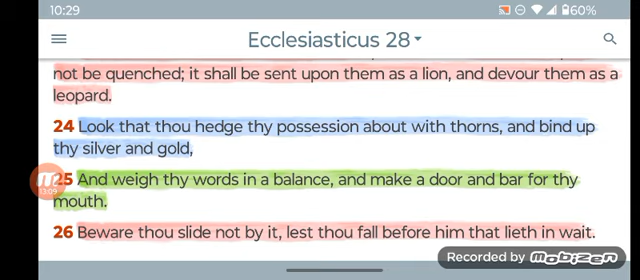 10:29
60%
Ecclesiasticus 28
not be quenched; it shall be sent upon them as a lion, and devour them as a
leopard.
24 Look that thou hedge thy possession about with thorns, and bind up
thy silver and gold,
25 And weigh thy words in a balance, and make a door and bar for thy
mouth.
13:09
26 Beware thou slide not by it, lest thou fall before him that lieth in wait.
Recorded by Mobizen